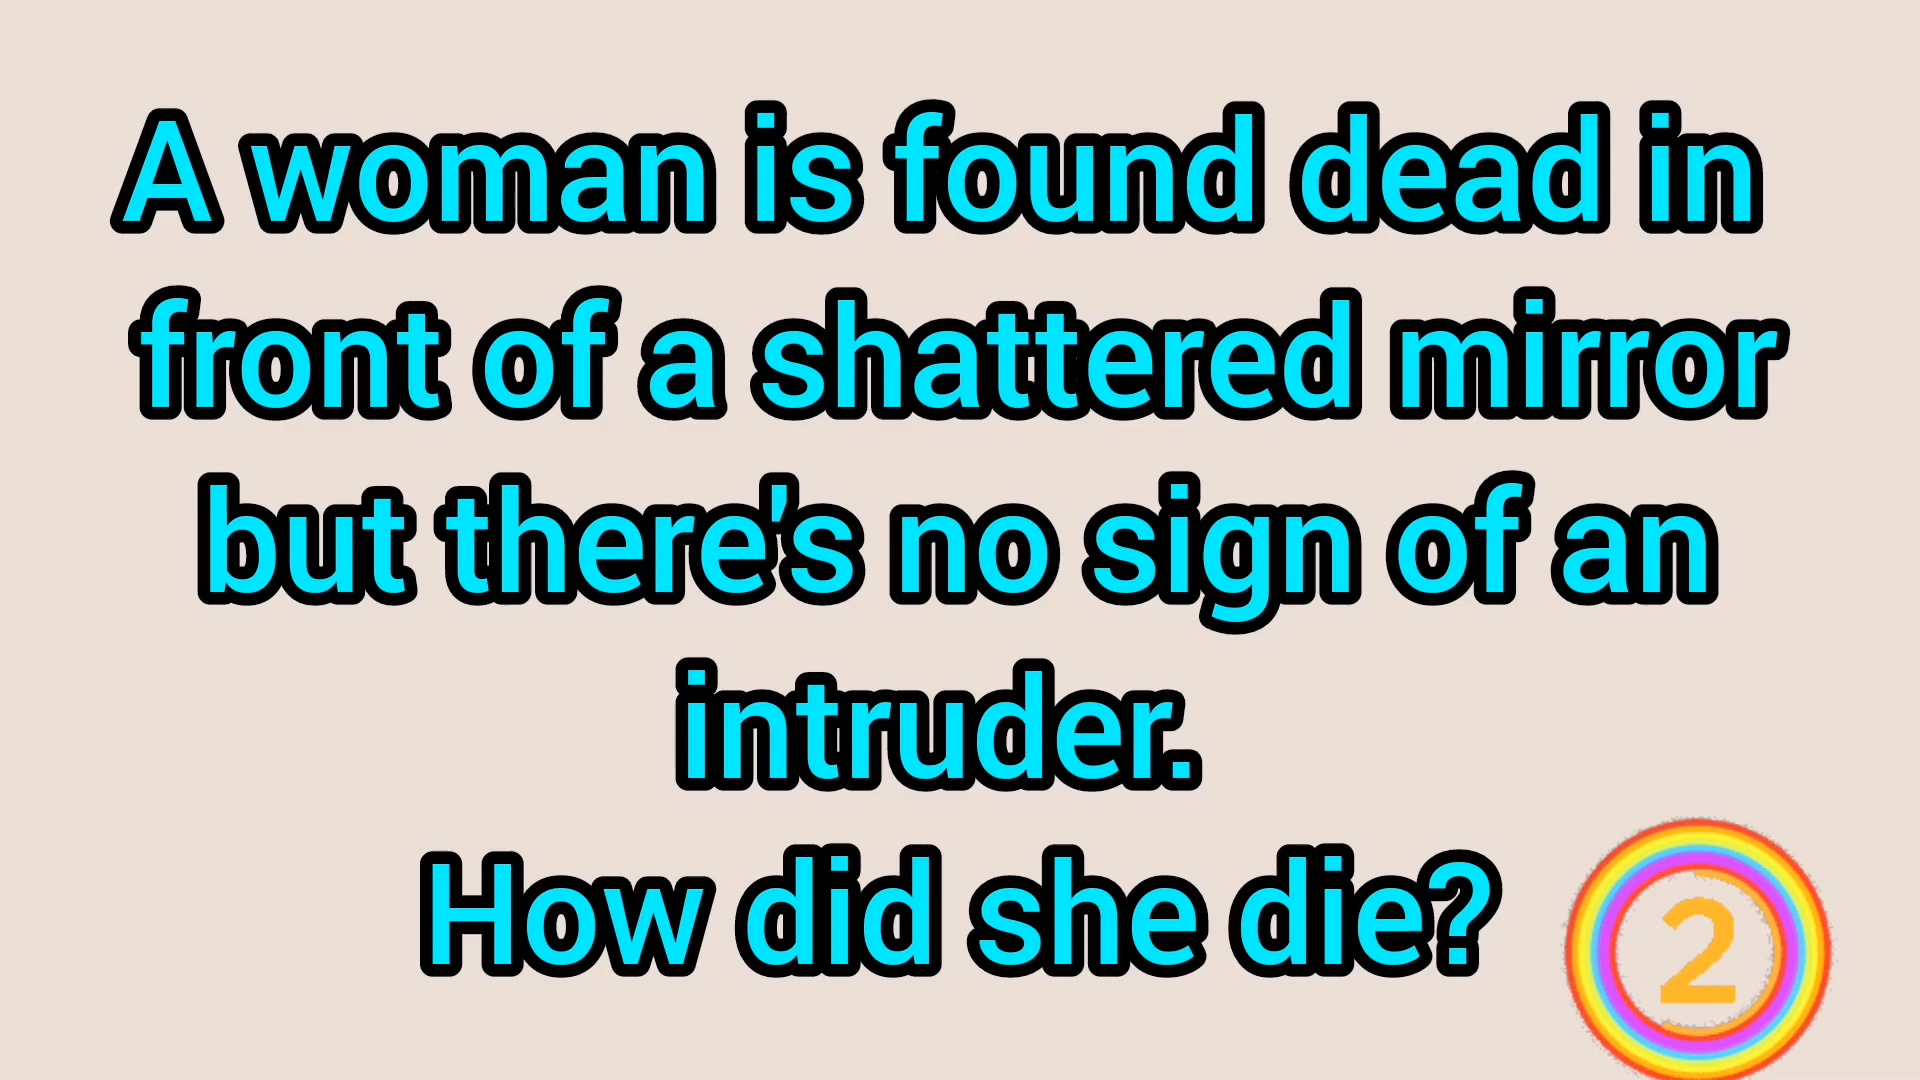 A woman is found dead in
front of a shattered mirror
but there's no sign of an
intruder.
How did she die?
2